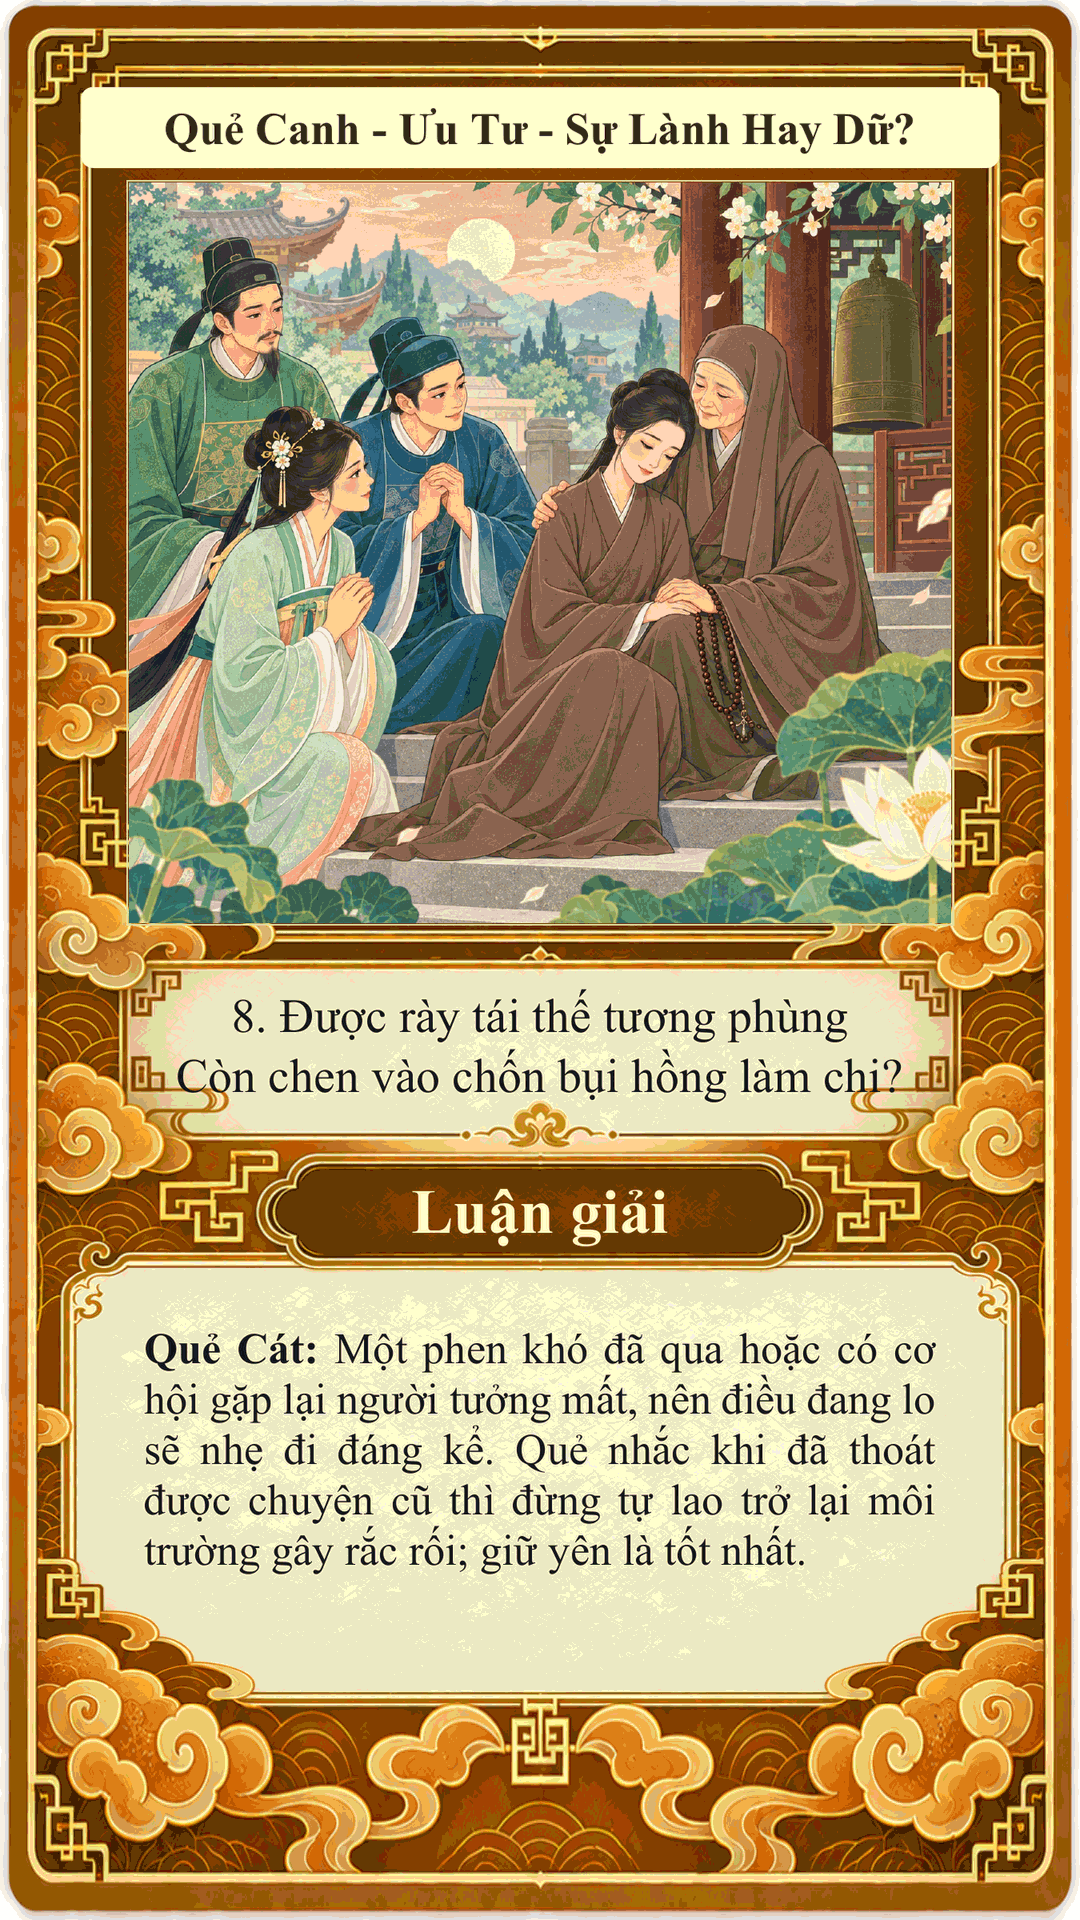 Quẻ Canh - Ưu Tư - Sự Lành Hay Dữ?
8. Được rày tái thế tương phùng
Còn chen vào chốn bụi hồng làm chi?
Luận giải
Quẻ Cát: Một phen khó đã qua hoặc có cơ
hội gặp lại người tưởng mất, nên điều đang lo
sẽ nhẹ đi đáng kể. Quẻ nhắc khi đã thoát
được chuyện cũ thì đừng tự lao trở lại môi
trường gây rắc rối; giữ yên là tốt nhất.